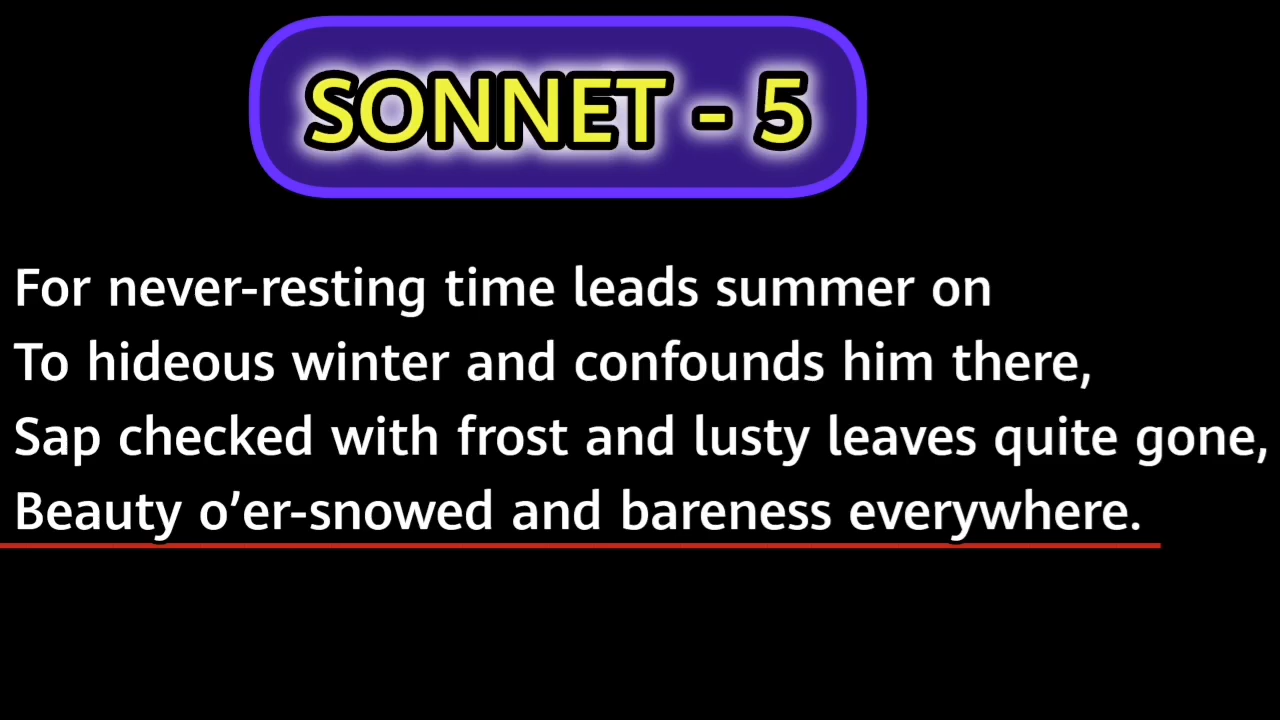 SONNET - 5
For never-resting time leads summer on
To hideous winter and confounds him there,
Sap checked with frost and lusty leaves quite gone,
Beauty o’er-snowed and bareness everywhere.